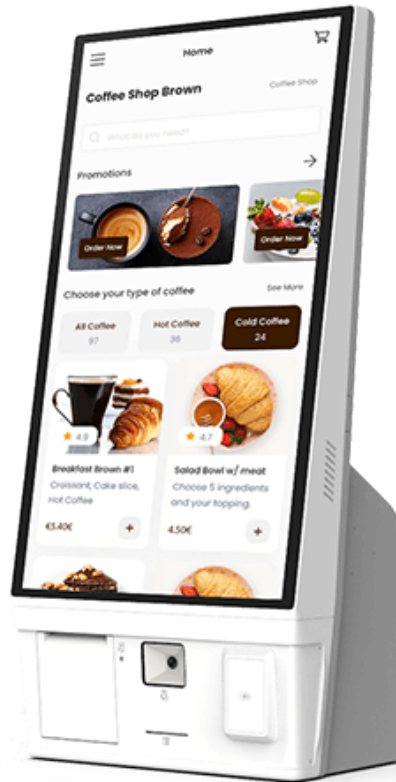 Home
Coffee Shop Brown
Coffee Shop
What do you need?
Promotions
Order Now
Order Now
Choose your type of coffee
See More
All Coffee
97
Hot Coffee
36
Cold Coffee
24
4.9
4.7
Breakfast Brown #1
Croissant, Cake slice,
Hot Coffee
€5.40€
Salad Bowl w/ meat
Choose 5 ingredients
and your topping.
4.50€